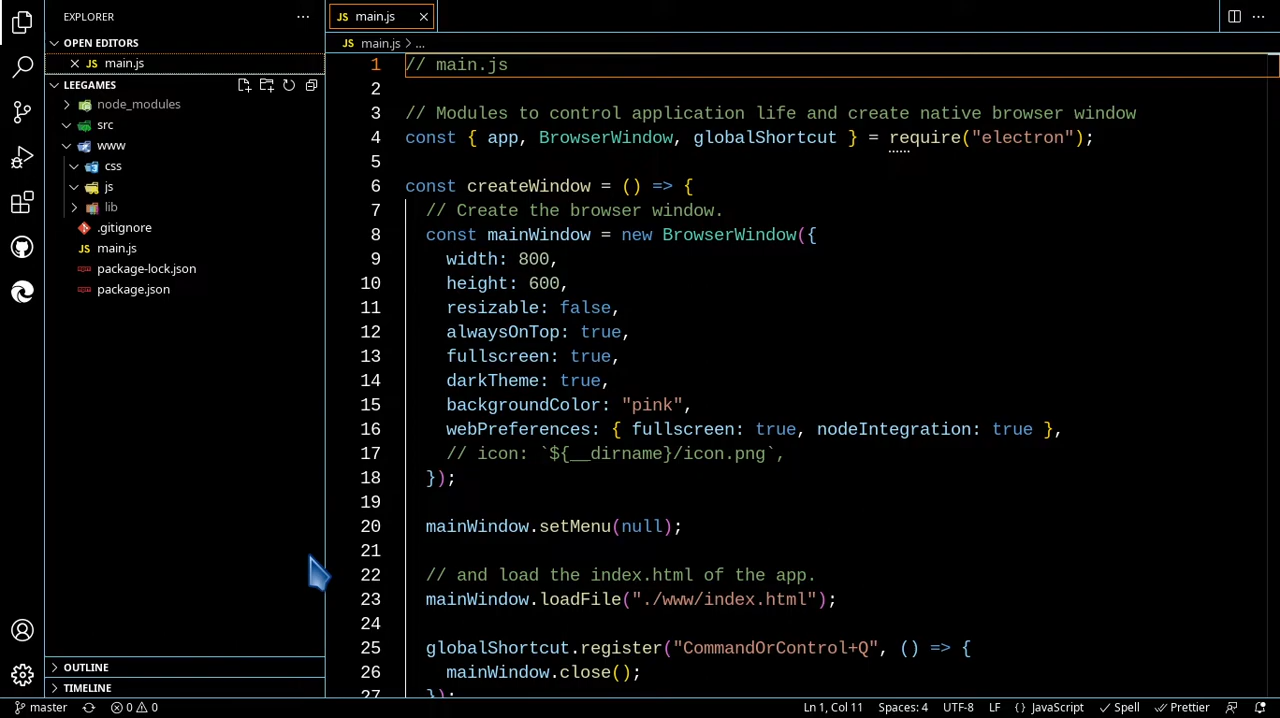 EXPLORER
OPEN EDITORS
JS main.js
LEEGAMES
node_modules
src
www
css
js
lib
.gitignore
JS main.js
package-lock.json
package.json
OUTLINE
TIMELINE
JS main.js
JS main.js > ...
1 // main.js
2
3 // Modules to control application life and create native browser window
4 const { app, BrowserWindow, globalShortcut } = require("electron");
5
6 const createWindow = () => {
7 // Create the browser window.
8 const mainWindow = new BrowserWindow({
9 width: 800,
10 height: 600,
11 resizable: false,
12 alwaysOnTop: true,
13 fullscreen: true,
14 darkTheme: true,
15 backgroundColor: "pink",
16 webPreferences: { fullscreen: true, nodeIntegration: true },
17 // icon: `${__dirname}/icon.png`,
18 });
19
20 mainWindow.setMenu(null);
21
22 // and load the index.html of the app.
23 mainWindow.loadFile("./www/index.html");
24
25 globalShortcut.register("CommandOrControl+Q", () => {
26 mainWindow.close();
27 });
master 0 0 Ln 1, Col 11 Spaces: 4 UTF-8 LF {} JavaScript Spell Prettier